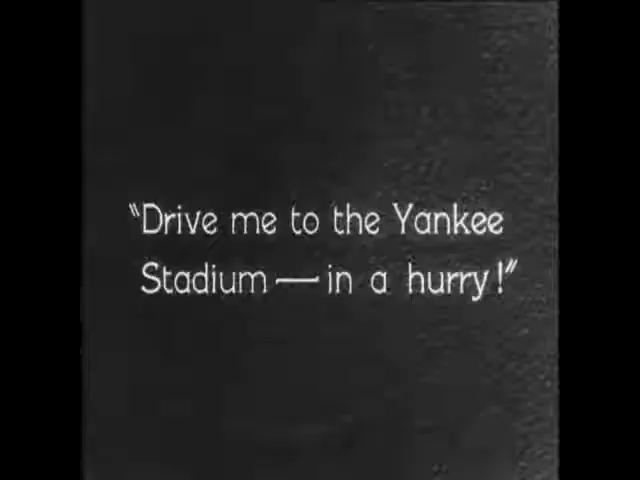 "Drive me to the Yankee
Stadium — in a hurry!"